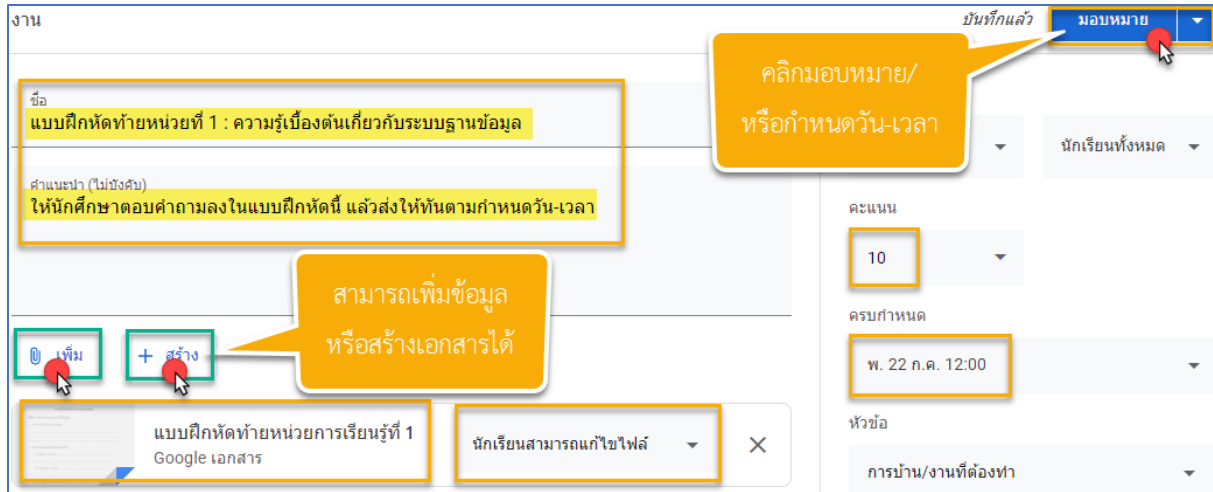 งาน
บันทึกแล้ว
มอบหมาย
คลิกมอบหมาย/
หรือกำหนดวัน-เวลา
ชื่อ
แบบฝึกหัดท้ายหน่วยที่ 1 : ความรู้เบื้องต้นเกี่ยวกับระบบฐานข้อมูล
นักเรียนทั้งหมด
คำแนะนำ (ไม่บังคับ)
ให้นักศึกษาตอบคำถามลงในแบบฝึกหัดนี้ แล้วส่งให้ทันตามกำหนดวัน-เวลา
คะแนน
10
สามารถเพิ่มข้อมูล
หรือสร้างเอกสารได้
ครบกำหนด
เพิ่ม
+ สร้าง
พ. 22 ก.ค. 12:00
แบบฝึกหัดท้ายหน่วยการเรียนรู้ที่ 1
Google เอกสาร
นักเรียนสามารถแก้ไขไฟล์
หัวข้อ
การบ้าน/งานที่ต้องทำ